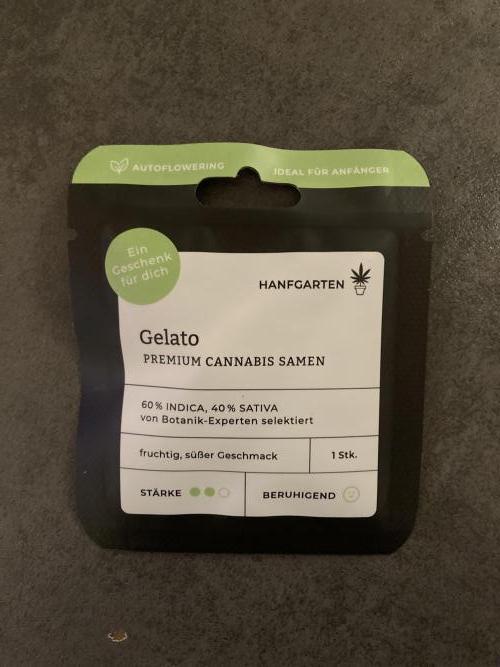 AUTOFLOWERING
IDEAL FÜR ANFÄNGER
Ein
Geschenk
für dich
HANFGARTEN
Gelato
PREMIUM CANNABIS SAMEN
60% INDICA, 40% SATIVA
von Botanik-Experten selektiert
fruchtig, süßer Geschmack
1 Stk.
STÄRKE
BERUHIGEND